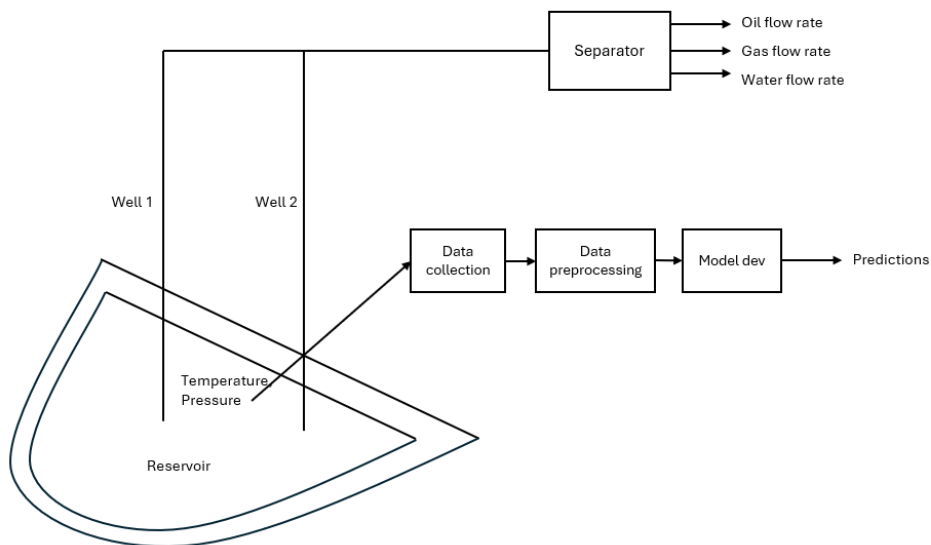 Oil flow rate
Separator
Gas flow rate
Water flow rate
Well 1
Well 2
Data
collection
Data
preprocessing
Model dev
Predictions
Temperature,
Pressure
Reservoir